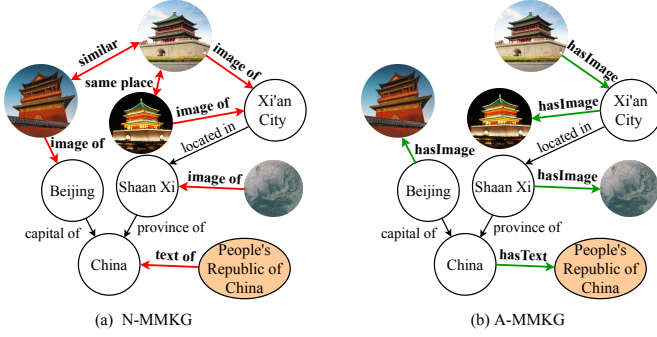 similar
image of
same place
image of
Xi'an
City
image of
located in
Beijing
Shaan Xi
image of
capital of
province of
China
text of
People's
Republic of
China
(a) N-MMKG
hasImage
hasImage
Xi'an
City
hasImage
located in
Beijing
Shaan Xi
hasImage
capital of
province of
China
hasText
People's
Republic of
China
(b) A-MMKG